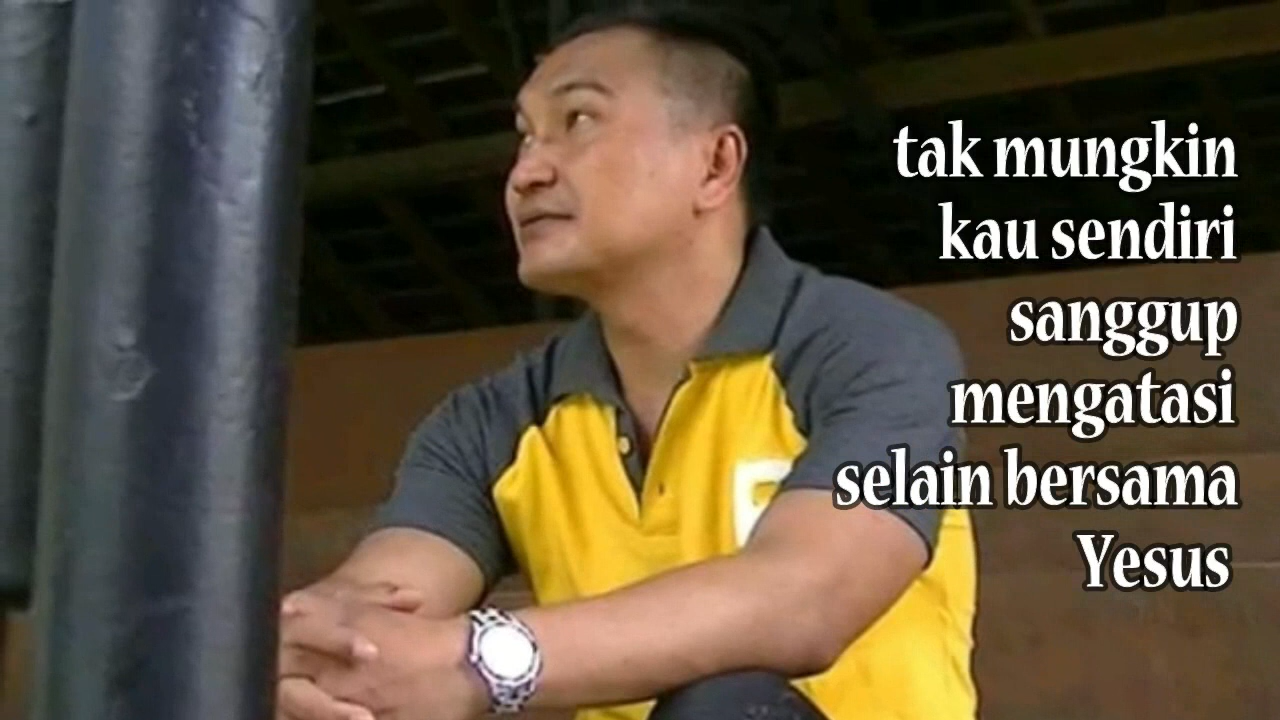 tak mungkin
kau sendiri
sanggup
mengatasi
selain bersama
Yesus